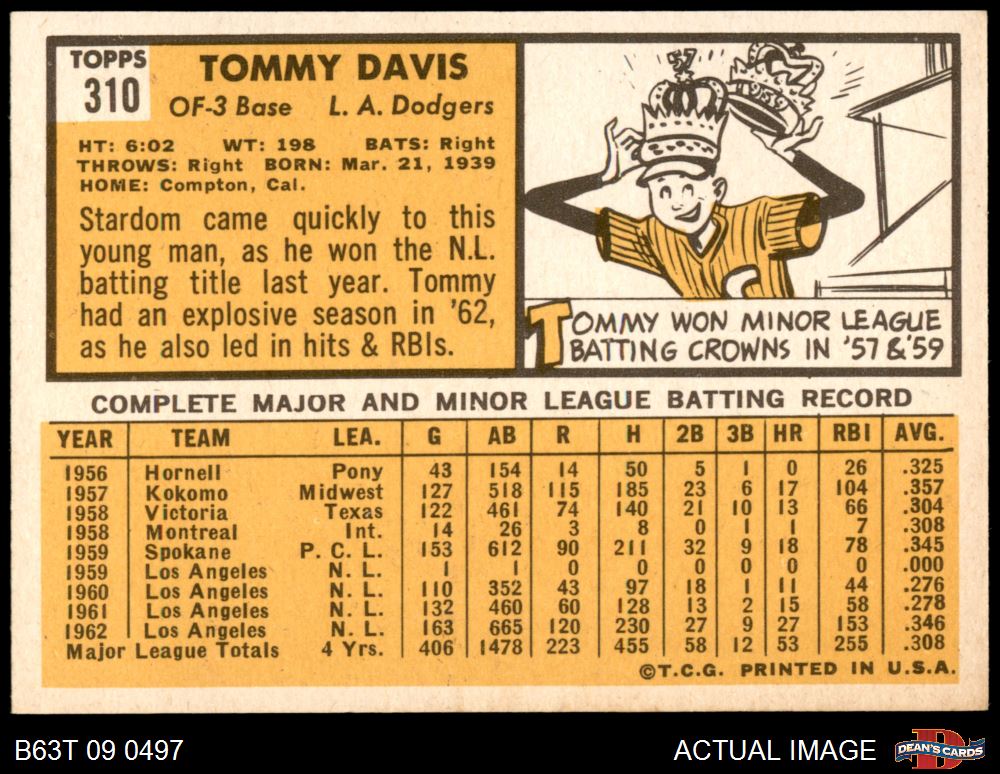 TOPPS
310
TOMMY DAVIS
OF-3 Base L. A. Dodgers
HT: 6:02 WT: 198 BATS: Right
THROWS: Right BORN: Mar. 21, 1939
HOME: Compton, Cal.
Stardom came quickly to this
young man, as he won the N.L.
batting title last year. Tommy
had an explosive season in '62,
as he also led in hits & RBIs.
'57
1959
TOMMY WON MINOR LEAGUE
BATTING CROWNS IN '57 & '59
COMPLETE MAJOR AND MINOR LEAGUE BATTING RECORD
YEAR TEAM LEA. G AB R H 2B 3B HR RBI AVG.
1956 Hornell Pony 43 154 14 50 5 1 0 26 .325
1957 Kokomo Midwest 127 518 115 185 23 6 17 104 .357
1958 Victoria Texas 122 461 74 140 21 10 13 66 .304
1958 Montreal Int. 14 26 3 8 0 1 1 7 .308
1959 Spokane P. C. L. 153 612 90 211 32 9 18 78 .345
1959 Los Angeles N. L. 1 1 0 0 0 0 0 0 .000
1960 Los Angeles N. L. 110 352 43 97 18 1 11 44 .276
1961 Los Angeles N. L. 132 460 60 128 13 2 15 58 .278
1962 Los Angeles N. L. 163 665 120 230 27 9 27 153 .346
Major League Totals 4 Yrs. 406 1478 223 455 58 12 53 255 .308
©T.C.G. PRINTED IN U.S.A.
B63T 09 0497
ACTUAL IMAGE
D
DEAN'S CARDS